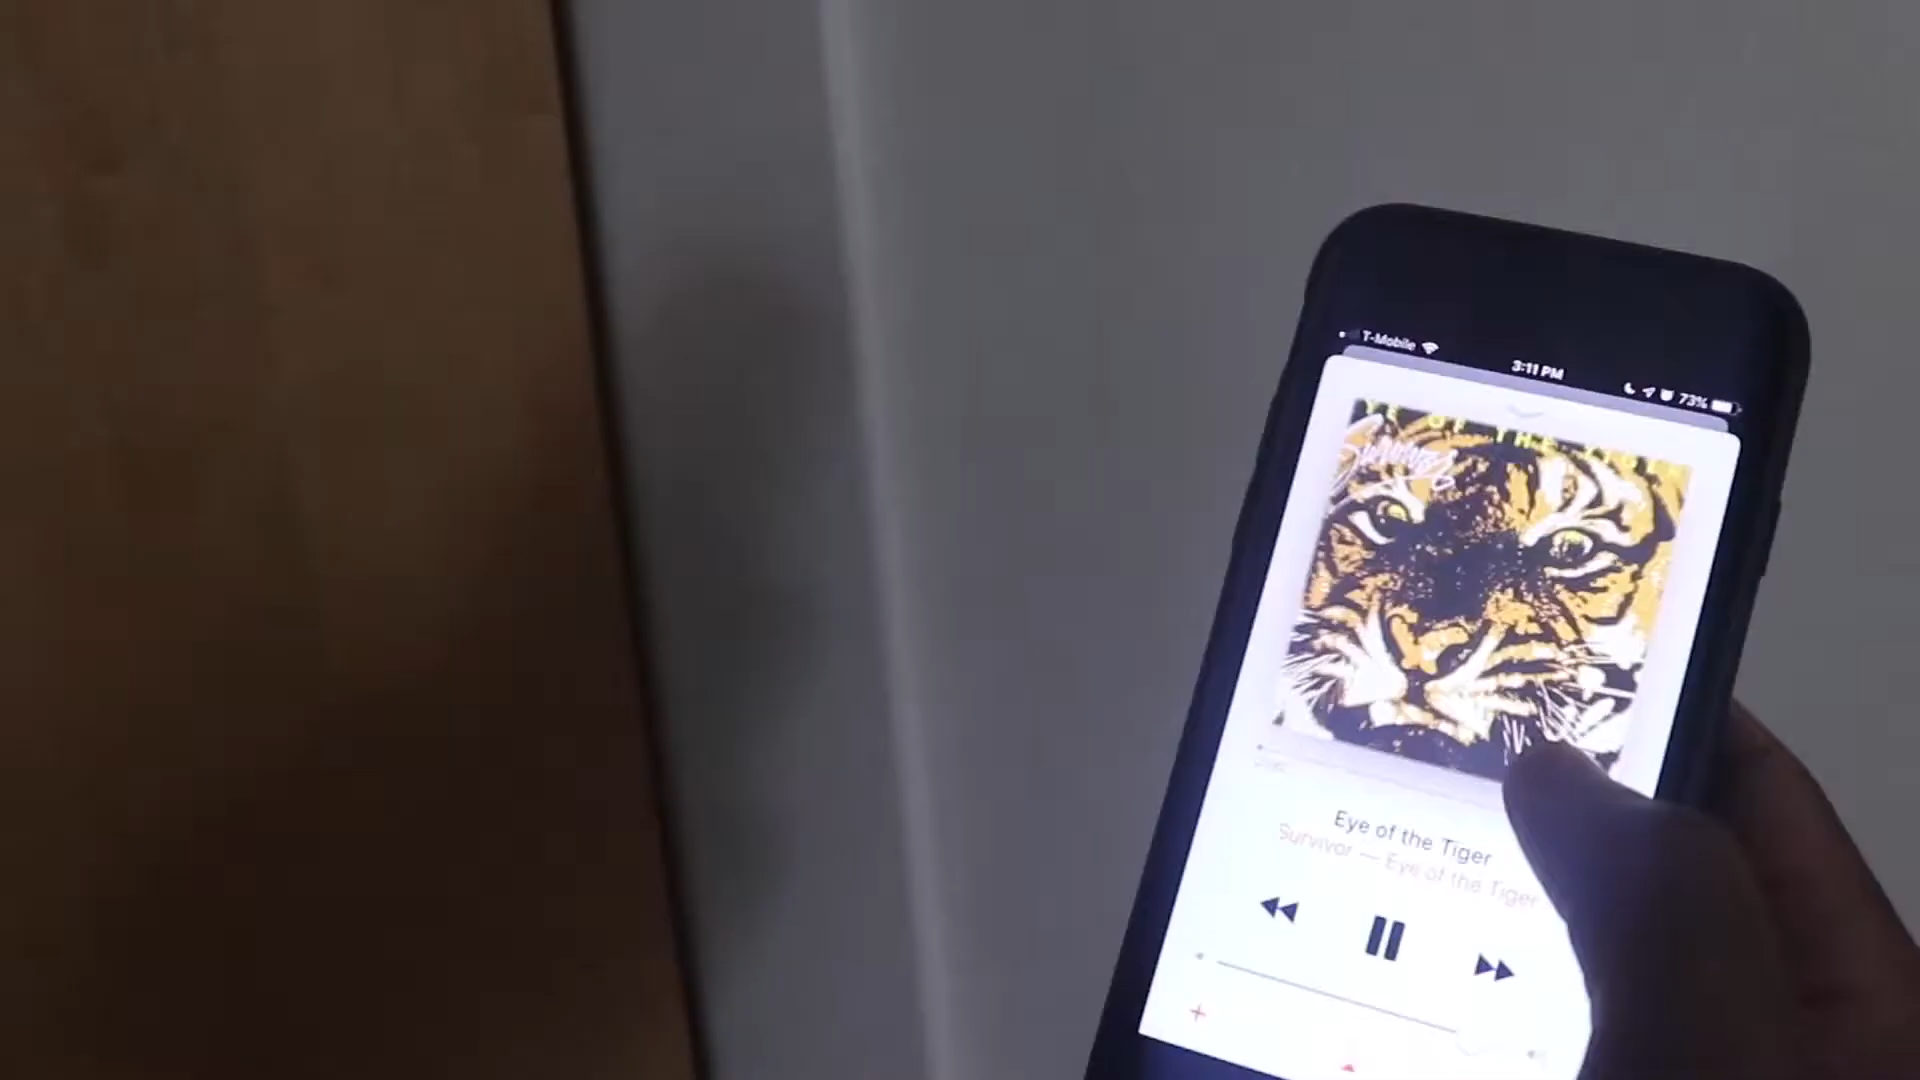 T-Mobile
3:11 PM
73%
Survivor
Eye of the Tiger
Survivor — Eye of the Tiger